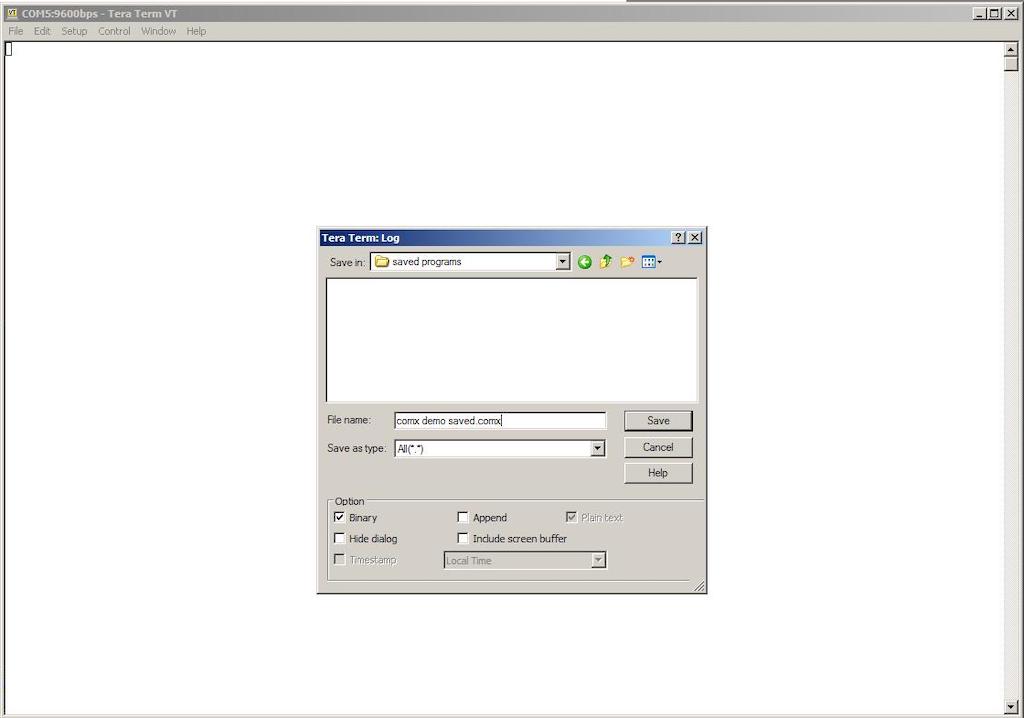 COM5:9600bps - Tera Term VT
File Edit Setup Control Window Help
Tera Term: Log
Save in: saved programs
File name: comx demo saved.comx Save
Save as type: All(*.*) Cancel
Help
Option
Binary Append Plain text
Hide dialog Include screen buffer
Timestamp Local Time